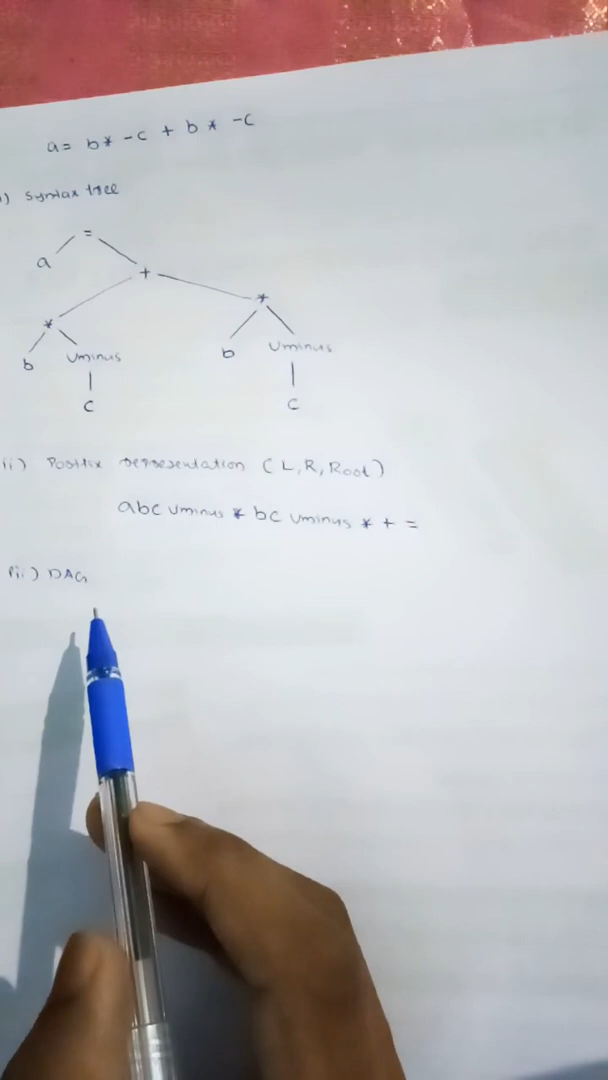 a = b * - c + b * - c
i) Syntax tree
=
a
+
* *
b uminus b uminus
c c
ii) Postfix representation (L, R, Root)
abc uminus * bc uminus * + =
iii) DAG